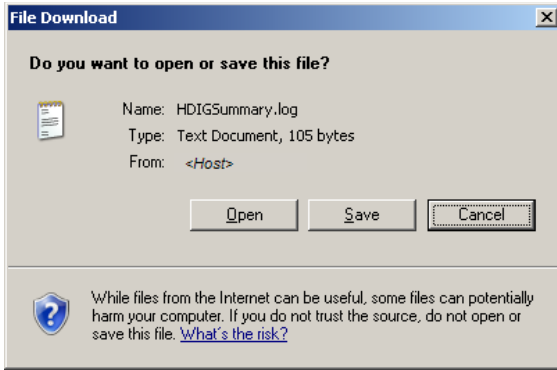 File Download
Do you want to open or save this file?
Name: HDIGSummary.log
Type: Text Document, 105 bytes
From: <Host>
Open Save Cancel
While files from the Internet can be useful, some files can potentially
harm your computer. If you do not trust the source, do not open or
save this file. What's the risk?